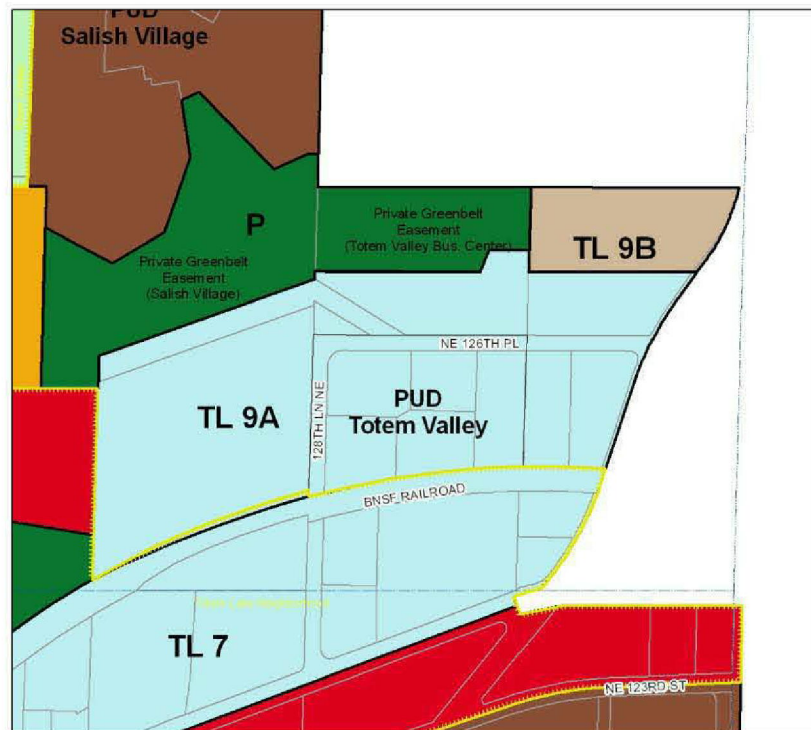 PUD
Salish Village
P
Private Greenbelt
Easement
(Totem Valley Bus. Center)
TL 9B
Private Greenbelt
Easement
(Salish Village)
NE 126TH PL
TL 9A
128TH LN NE
PUD
Totem Valley
BNSF RAILROAD
TL 7
NE 123RD ST